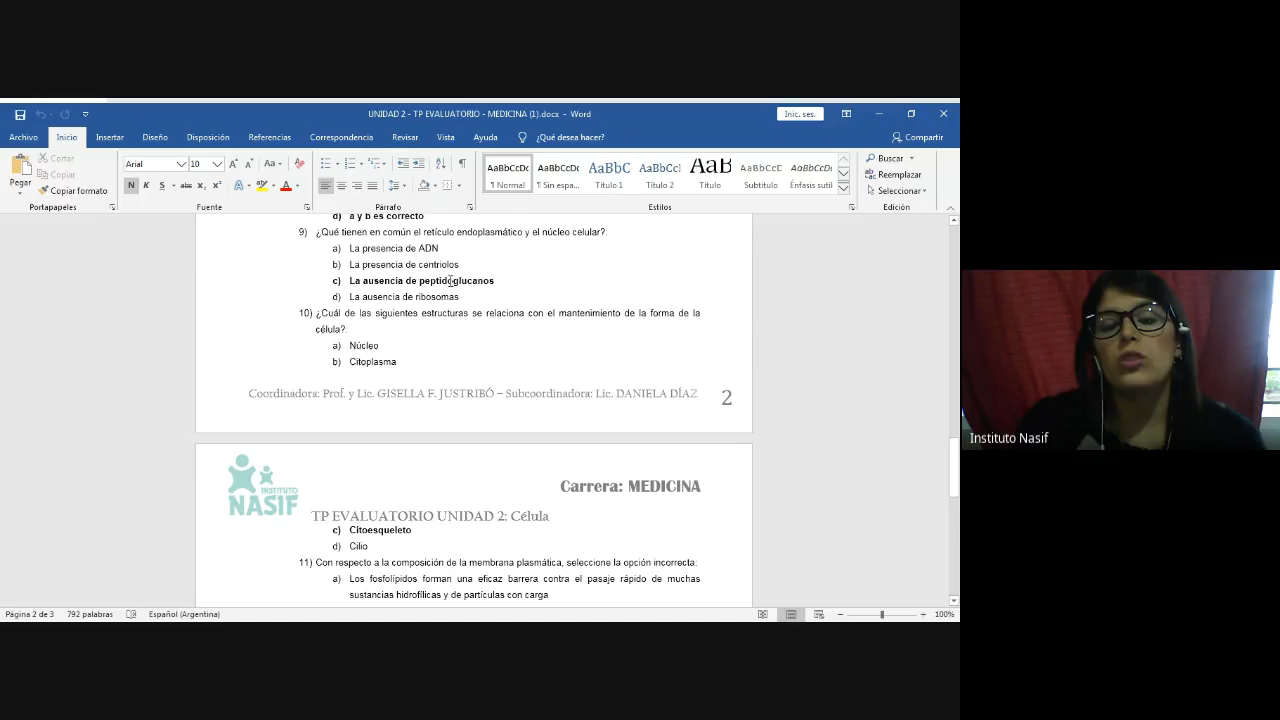 UNIDAD 2 - TP EVALUATORIO - MEDICINA (1).docx - Word
Inic. ses.
Archivo Inicio Insertar Diseño Disposición Referencias Correspondencia Revisar Vista Ayuda ¿Qué desea hacer? Compartir
Pegar
Cortar
Copiar
Copiar formato
Portapapeles
Arial 10
N K S abc x₂ x²
Fuente
Párrafo
AaBbCcDc AaBbCcDc AaBbC AaBbCcI AaB AaBbCcC AaBbCcDc
¶ Normal ¶ Sin espa... Título 1 Título 2 Título Subtítulo Énfasis sutil
Estilos
Buscar
Reemplazar
Seleccionar
Edición
d) a y b es correcto
9) ¿Qué tienen en común el retículo endoplasmático y el núcleo celular?:
a) La presencia de ADN
b) La presencia de centriolos
c) La ausencia de peptidoglucanos
d) La ausencia de ribosomas
10) ¿Cuál de las siguientes estructuras se relaciona con el mantenimiento de la forma de la
célula?:
a) Núcleo
b) Citoplasma
Coordinadora: Prof. y Lic. GISELLA F. JUSTRIBÓ – Subcoordinadora: Lic. DANIELA DÍAZ 2
INSTITUTO
NASIF
Carrera: MEDICINA
TP EVALUATORIO UNIDAD 2: Célula
c) Citoesqueleto
d) Cilio
11) Con respecto a la composición de la membrana plasmática, seleccione la opción incorrecta:
a) Los fosfolípidos forman una eficaz barrera contra el pasaje rápido de muchas
sustancias hidrofílicas y de partículas con carga
Página 2 de 3 792 palabras Español (Argentina) 100%
Instituto Nasif